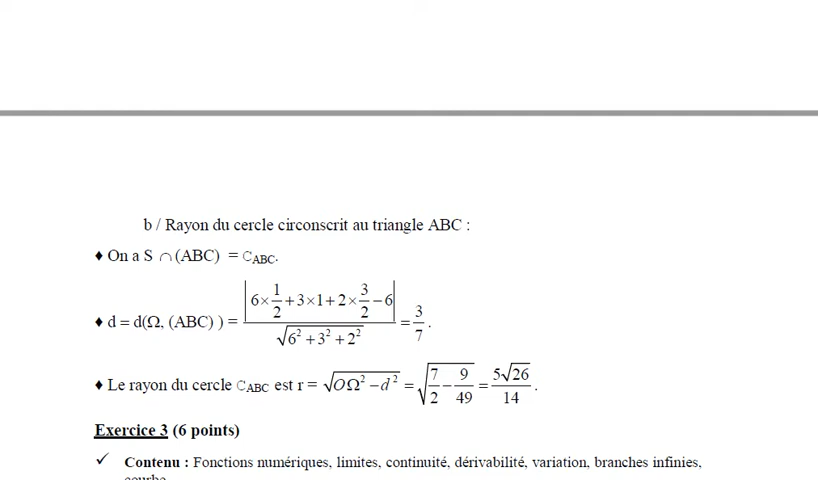 b / Rayon du cercle circonscrit au triangle ABC :
♦ On a S ∩ (ABC) = C_ABC.
♦ d = d(Ω, (ABC) ) = |6×1/2+3×1+2×3/2−6| / √(6²+3²+2²) = 3/7 .
♦ Le rayon du cercle C_ABC est r = √(OΩ²−d²) = √(7/2−9/49) = 5√26/14 .
Exercice 3 (6 points)
✓ Contenu : Fonctions numériques, limites, continuité, dérivabilité, variation, branches infinies,
courbe